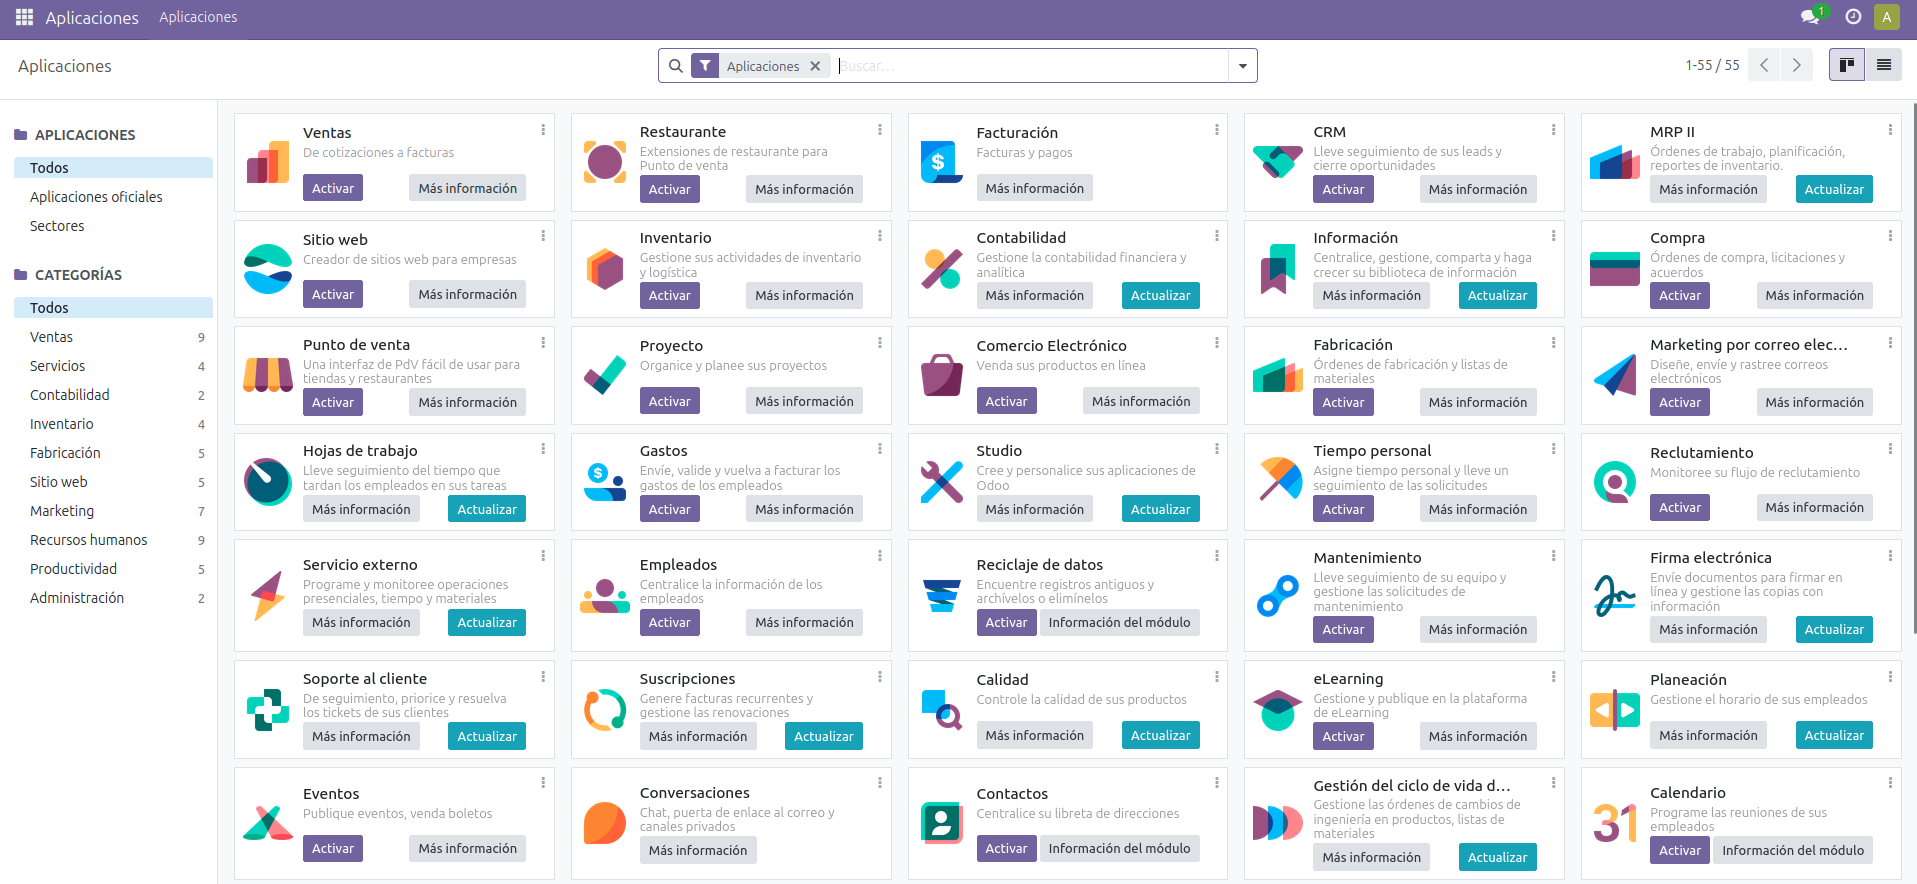 Aplicaciones
Aplicaciones
1
A
Aplicaciones
Aplicaciones
Buscar...
1-55 / 55
APLICACIONES
Todos
Aplicaciones oficiales
Sectores
CATEGORÍAS
Todos
Ventas 9
Servicios 4
Contabilidad 2
Inventario 4
Fabricación 5
Sitio web 5
Marketing 7
Recursos humanos 9
Productividad 5
Administración 2
Ventas
De cotizaciones a facturas
Activar Más información
Restaurante
Extensiones de restaurante para
Punto de venta
Activar Más información
Facturación
Facturas y pagos
Más información
CRM
Lleve seguimiento de sus leads y
cierre oportunidades
Activar Más información
MRP II
Órdenes de trabajo, planificación,
reportes de inventario.
Más información Actualizar
Sitio web
Creador de sitios web para empresas
Activar Más información
Inventario
Gestione sus actividades de inventario
y logística
Activar Más información
Contabilidad
Gestione la contabilidad financiera y
analítica
Más información Actualizar
Información
Centralice, gestione, comparta y haga
crecer su biblioteca de información
Más información Actualizar
Compra
Órdenes de compra, licitaciones y
acuerdos
Activar Más información
Punto de venta
Una interfaz de PdV fácil de usar para
tiendas y restaurantes
Activar Más información
Proyecto
Organice y planee sus proyectos
Activar Más información
Comercio Electrónico
Venda sus productos en línea
Activar Más información
Fabricación
Órdenes de fabricación y listas de
materiales
Activar Más información
Marketing por correo elec...
Diseñe, envíe y rastree correos
electrónicos
Activar Más información
Hojas de trabajo
Lleve seguimiento del tiempo que
tardan los empleados en sus tareas
Más información Actualizar
Gastos
Envíe, valide y vuelva a facturar los
gastos de los empleados
Activar Más información
Studio
Cree y personalice sus aplicaciones de
Odoo
Más información Actualizar
Tiempo personal
Asigne tiempo personal y lleve un
seguimiento de las solicitudes
Activar Más información
Reclutamiento
Monitoree su flujo de reclutamiento
Activar Más información
Servicio externo
Programe y monitoree operaciones
presenciales, tiempo y materiales
Más información Actualizar
Empleados
Centralice la información de los
empleados
Activar Más información
Reciclaje de datos
Encuentre registros antiguos y
archívelos o elimínelos
Activar Información del módulo
Mantenimiento
Lleve seguimiento de su equipo y
gestione las solicitudes de
mantenimiento
Activar Más información
Firma electrónica
Envíe documentos para firmar en
línea y gestione las copias con
información
Más información Actualizar
Soporte al cliente
De seguimiento, priorice y resuelva
los tickets de sus clientes
Más información Actualizar
Suscripciones
Genere facturas recurrentes y
gestione las renovaciones
Más información Actualizar
Calidad
Controle la calidad de sus productos
Más información Actualizar
eLearning
Gestione y publique en la plataforma
de eLearning
Activar Más información
Planeación
Gestione el horario de sus empleados
Más información Actualizar
Eventos
Publique eventos, venda boletos
Activar Más información
Conversaciones
Chat, puerta de enlace al correo y
canales privados
Más información
Contactos
Centralice su libreta de direcciones
Activar Información del módulo
Gestión del ciclo de vida d...
Gestione las órdenes de cambios de
ingeniería en productos, listas de
materiales
Más información Actualizar
31
Calendario
Programe las reuniones de sus
empleados
Activar Información del módulo